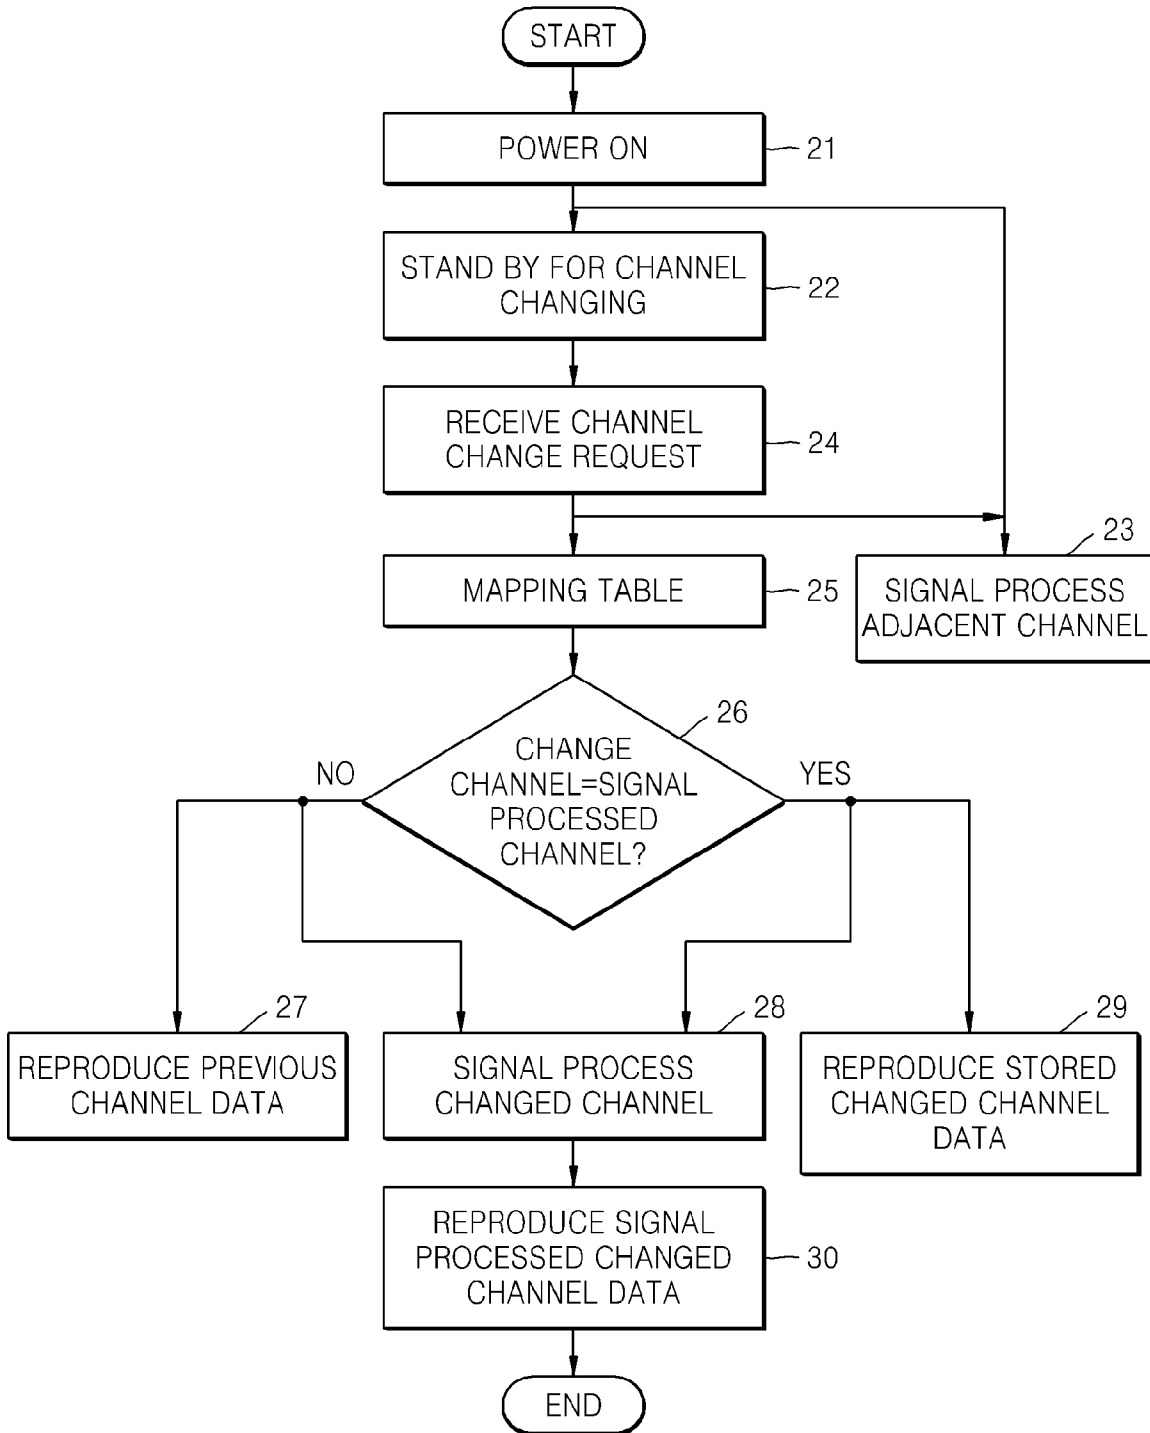 START
POWER ON
21
STAND BY FOR CHANNEL
CHANGING
22
RECEIVE CHANNEL
CHANGE REQUEST
24
MAPPING TABLE
25
23
SIGNAL PROCESS
ADJACENT CHANNEL
26
CHANGE
CHANNEL=SIGNAL
PROCESSED
CHANNEL?
NO
YES
27
REPRODUCE PREVIOUS
CHANNEL DATA
28
SIGNAL PROCESS
CHANGED CHANNEL
29
REPRODUCE STORED
CHANGED CHANNEL
DATA
REPRODUCE SIGNAL
PROCESSED CHANGED
CHANNEL DATA
30
END